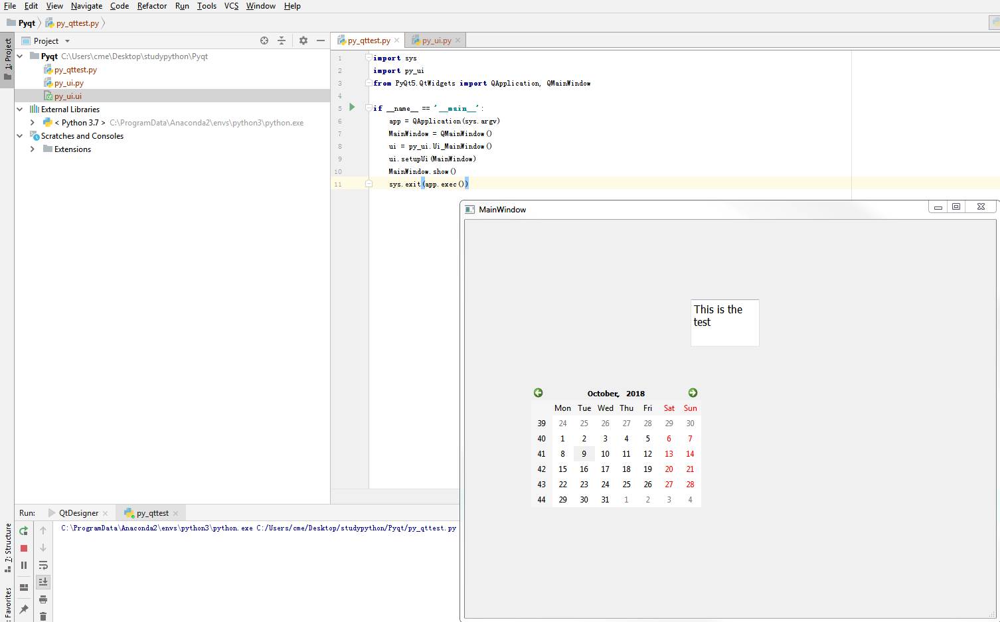 File Edit View Navigate Code Refactor Run Tools VCS Window Help
Pyqt py_qttest.py
1: Project
Project
Pyqt C:\Users\cme\Desktop\studypython\Pyqt
py_qttest.py
py_ui.py
py_ui.ui
External Libraries
< Python 3.7 > C:\ProgramData\Anaconda2\envs\python3\python.exe
Scratches and Consoles
Extensions
py_qttest.py py_ui.py
1 import sys
2 import py_ui
3 from PyQt5.QtWidgets import QApplication, QMainWindow
4
5 if __name__ == '__main__':
6 app = QApplication(sys.argv)
7 MainWindow = QMainWindow()
8 ui = py_ui.Ui_MainWindow()
9 ui.setupUi(MainWindow)
10 MainWindow.show()
11 sys.exit(app.exec())
MainWindow
This is the
test
October, 2018
Mon Tue Wed Thu Fri Sat Sun
39 24 25 26 27 28 29 30
40 1 2 3 4 5 6 7
41 8 9 10 11 12 13 14
42 15 16 17 18 19 20 21
43 22 23 24 25 26 27 28
44 29 30 31 1 2 3 4
Run: QtDesigner py_qttest
C:\ProgramData\Anaconda2\envs\python3\python.exe C:/Users/cme/Desktop/studypython/Pyqt/py_qttest.py
7: Structure
: Favorites